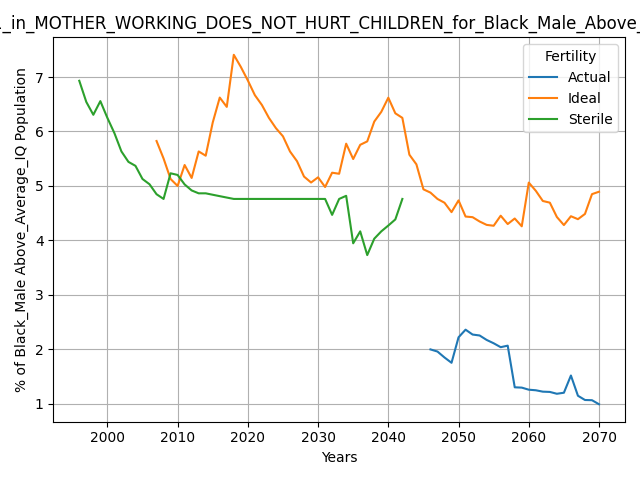 _in_MOTHER_WORKING_DOES_NOT_HURT_CHILDREN_for_Black_Male_Above_
Fertility
Actual
Ideal
Sterile
% of Black_Male Above_Average_IQ Population
7
6
5
4
3
2
1
2000 2010 2020 2030 2040 2050 2060 2070
Years